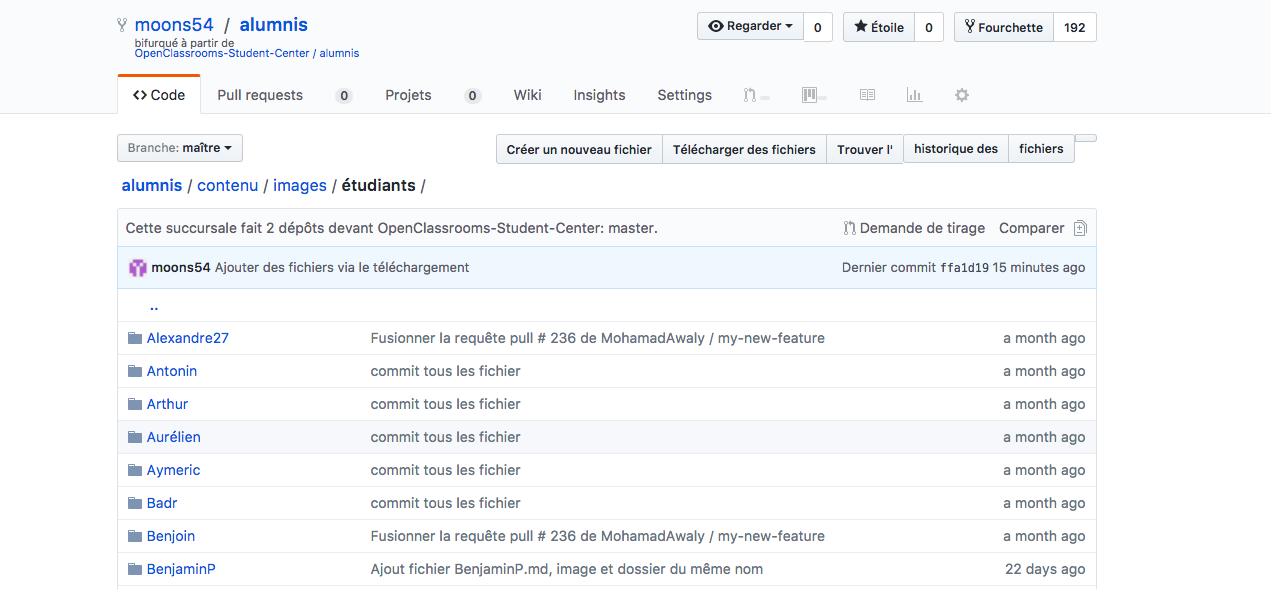 moons54 / alumnis
bifurqué à partir de
OpenClassrooms-Student-Center / alumnis
Regarder 0 Étoile 0 Fourchette 192
<> Code Pull requests 0 Projets 0 Wiki Insights Settings
Branche: maître
Créer un nouveau fichier Télécharger des fichiers Trouver l' historique des fichiers
alumnis / contenu / images / étudiants /
Cette succursale fait 2 dépôts devant OpenClassrooms-Student-Center: master. Demande de tirage Comparer
moons54 Ajouter des fichiers via le téléchargement Dernier commit ffa1d19 15 minutes ago
..
Alexandre27 Fusionner la requête pull # 236 de MohamadAwaly / my-new-feature a month ago
Antonin commit tous les fichier a month ago
Arthur commit tous les fichier a month ago
Aurélien commit tous les fichier a month ago
Aymeric commit tous les fichier a month ago
Badr commit tous les fichier a month ago
Benjoin Fusionner la requête pull # 236 de MohamadAwaly / my-new-feature a month ago
BenjaminP Ajout fichier BenjaminP.md, image et dossier du même nom 22 days ago